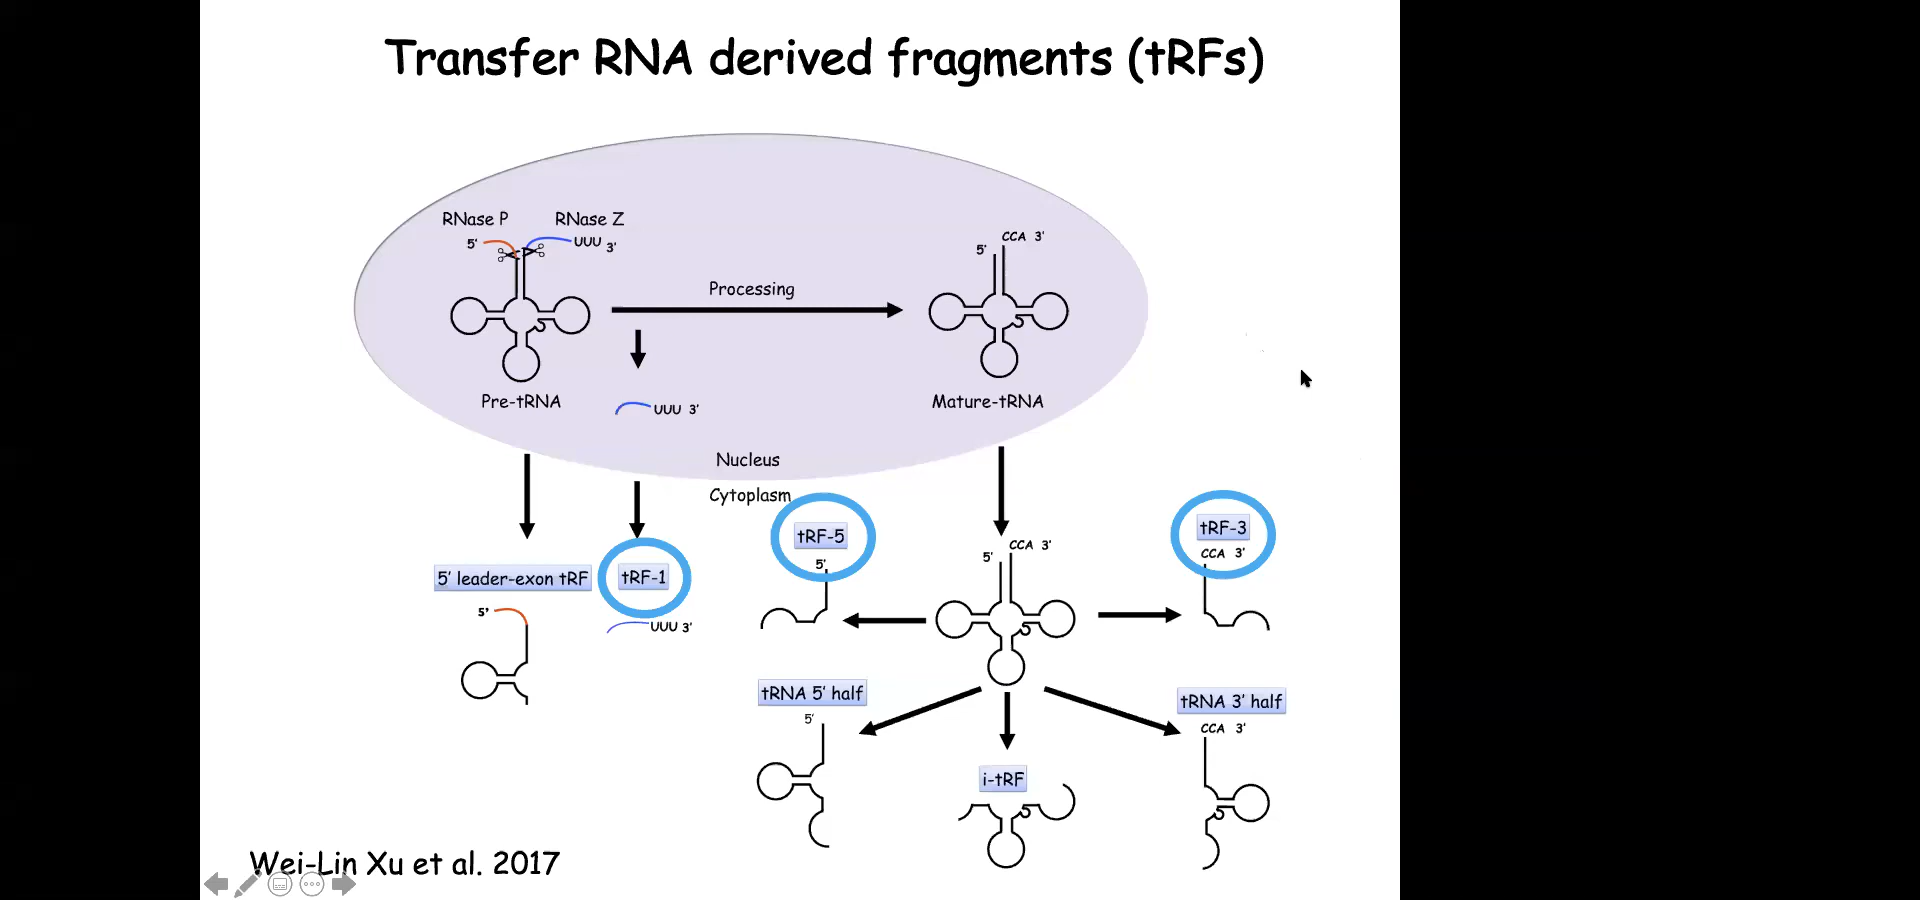 Transfer RNA derived fragments (tRFs)
RNase P
RNase Z
5'
UUU 3'
CCA 3'
5'
Processing
Pre-tRNA
UUU 3'
Mature-tRNA
Nucleus
Cytoplasm
5' leader-exon tRF
5'
tRF-1
UUU 3'
tRF-5
5'
CCA 3'
5'
tRF-3
CCA 3'
tRNA 5' half
5'
i-tRF
tRNA 3' half
CCA 3'
Wei-Lin Xu et al. 2017